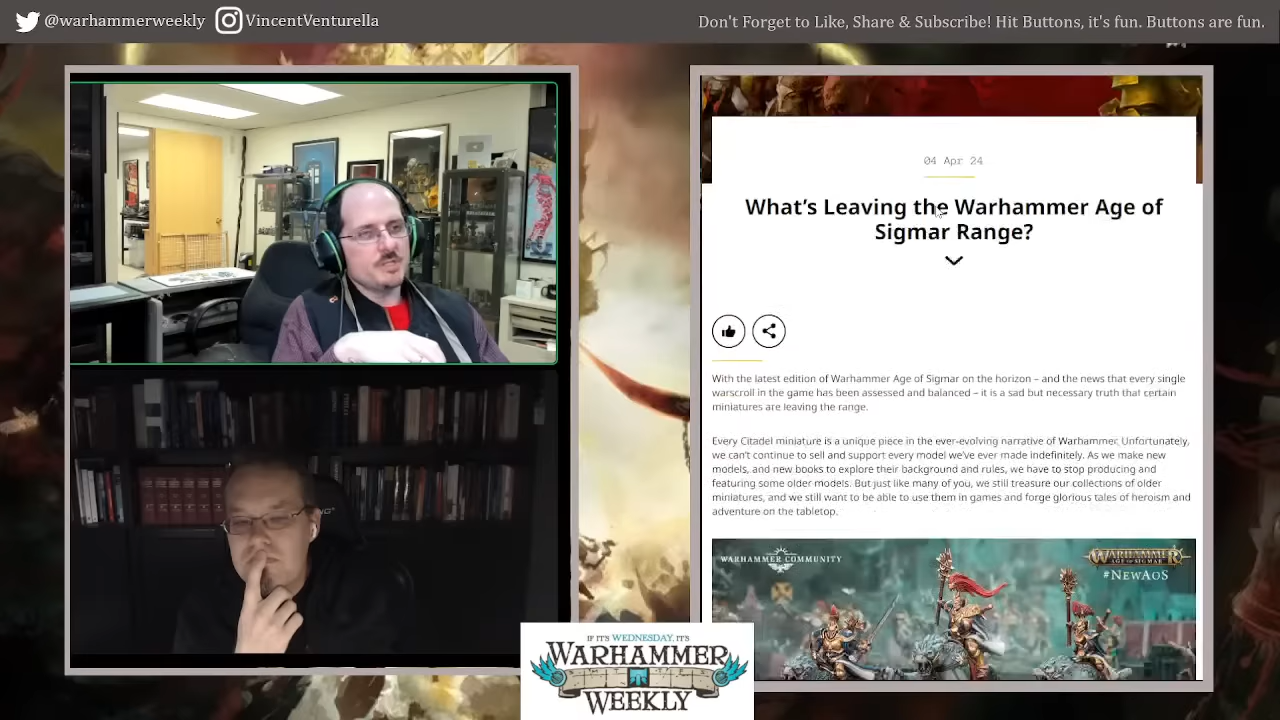 @warhammerweekly VincentVenturella
Don't Forget to Like, Share & Subscribe! Hit Buttons, it's fun. Buttons are fun.
04 Apr 24
What's Leaving the Warhammer Age of
Sigmar Range?
With the latest edition of Warhammer Age of Sigmar on the horizon – and the news that every single
warscroll in the game has been assessed and balanced – it is a sad but necessary truth that certain
miniatures are leaving the range.
Every Citadel miniature is a unique piece in the ever-evolving narrative of Warhammer. Unfortunately,
we can't continue to sell and support every model we've ever made indefinitely. As we make new
models, and new books to explore their background and rules, we have to stop producing and
featuring some older models. But just like many of you, we still treasure our collections of older
miniatures, and we still want to be able to use them in games and forge glorious tales of heroism and
adventure on the tabletop.
WARHAMMER COMMUNITY
WARHAMMER
AGE OF SIGMAR
#NEWAOS
IF IT'S WEDNESDAY, IT'S
WARHAMMER
WEEKLY